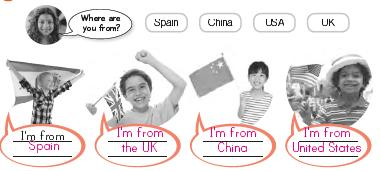 Where are
you from?
Spain
China
USA
UK
I'm from
Spain
I'm from
the UK
I'm from
China
I'm from
United States